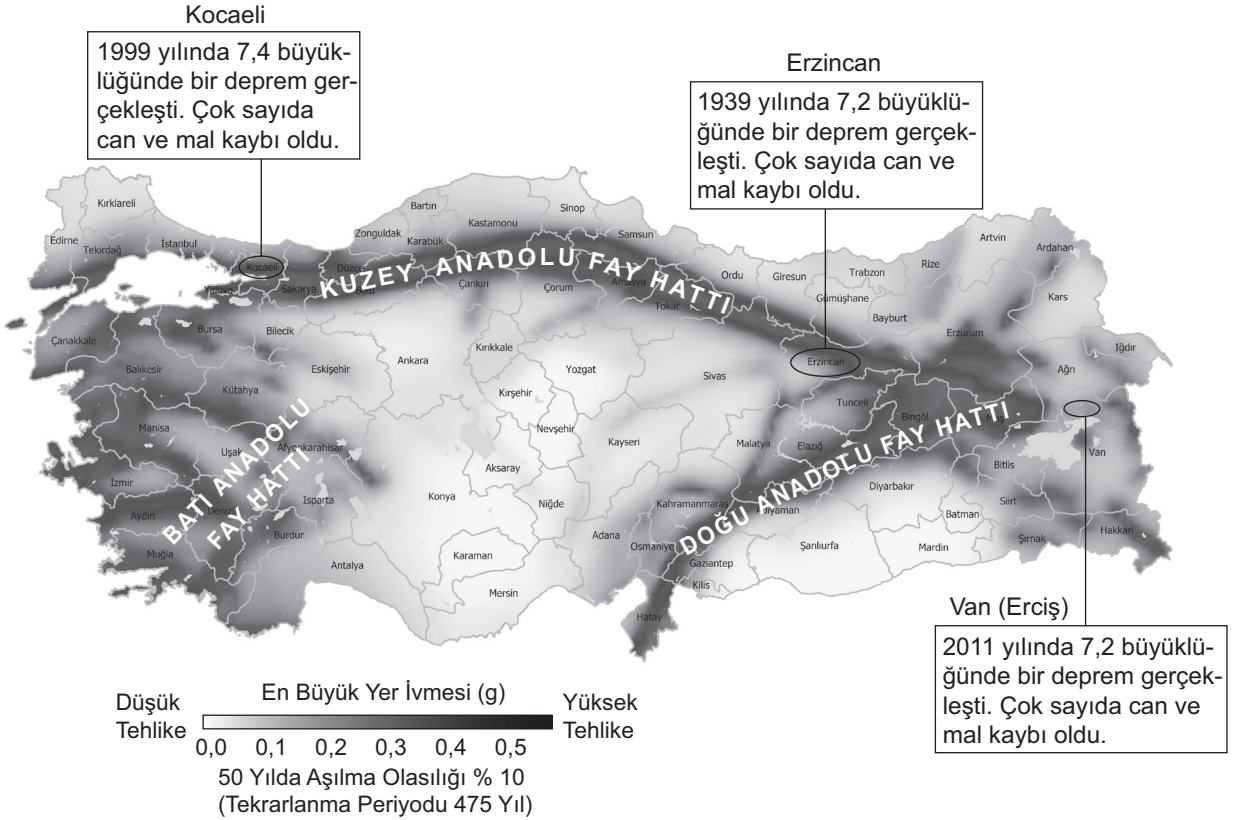 Kocaeli
1999 yılında 7,4 büyük-
lüğünde bir deprem ger-
çekleşti. Çok sayıda
can ve mal kaybı oldu.
Erzincan
1939 yılında 7,2 büyüklü-
ğünde bir deprem gerçek-
leşti. Çok sayıda can ve
mal kaybı oldu.
Kırklareli
Edirne
Tekirdağ
İstanbul
Kocaeli
Yalova
Sakarya
Düzce
Zonguldak
Bartın
Karabük
Kastamonu
Sinop
Samsun
Çankırı
Çorum
Amasya
Tokat
Ordu
Giresun
Trabzon
Rize
Artvin
Ardahan
Gümüşhane
Bayburt
Kars
Erzurum
Iğdır
Ağrı
KUZEY ANADOLU FAY HATTI
Çanakkale
Bursa
Bilecik
Balıkesir
Kütahya
Eskişehir
Ankara
Kırıkkale
Yozgat
Kırşehir
Sivas
Erzincan
Tunceli
Bingöl
Manisa
Uşak
Afyonkarahisar
Nevşehir
Kayseri
Malatya
Elazığ
Van
Bitlis
İzmir
Aydın
Denizli
Isparta
Konya
Aksaray
Niğde
Kahramanmaraş
Adıyaman
Diyarbakır
Siirt
Batman
Hakkari
Şırnak
Muğla
Burdur
Antalya
Karaman
Mersin
Adana
Osmaniye
Gaziantep
Kilis
Şanlıurfa
Mardin
Hatay
BATI ANADOLU
FAY HATTI
DOĞU ANADOLU FAY HATTI
Van (Erciş)
2011 yılında 7,2 büyüklü-
ğünde bir deprem gerçek-
leşti. Çok sayıda can ve
mal kaybı oldu.
Düşük
Tehlike
En Büyük Yer İvmesi (g)
Yüksek
Tehlike
0,0 0,1 0,2 0,3 0,4 0,5
50 Yılda Aşılma Olasılığı % 10
(Tekrarlanma Periyodu 475 Yıl)